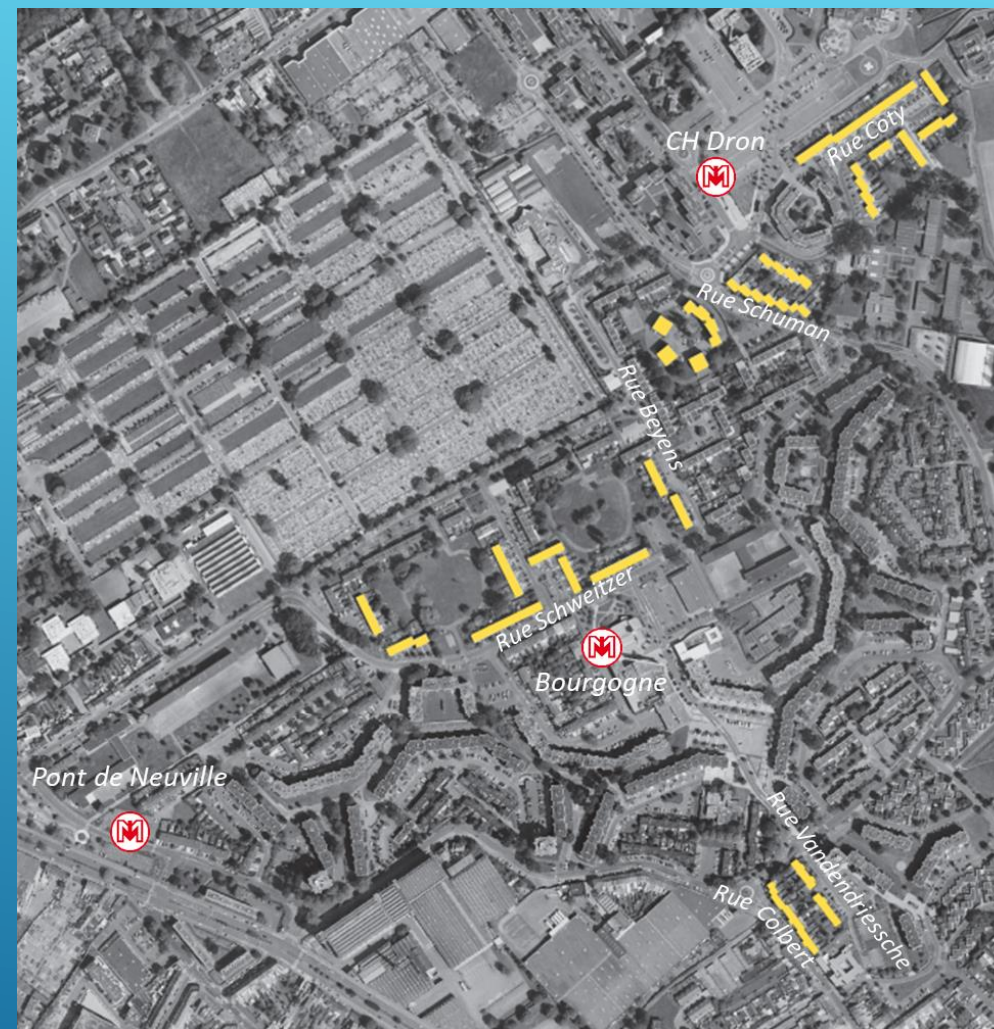 CH Dron
Rue Coty
Rue Schuman
Rue Beyens
Rue Schweitzer
Bourgogne
Pont de Neuville
Rue Vandendriessche
Rue Colbert